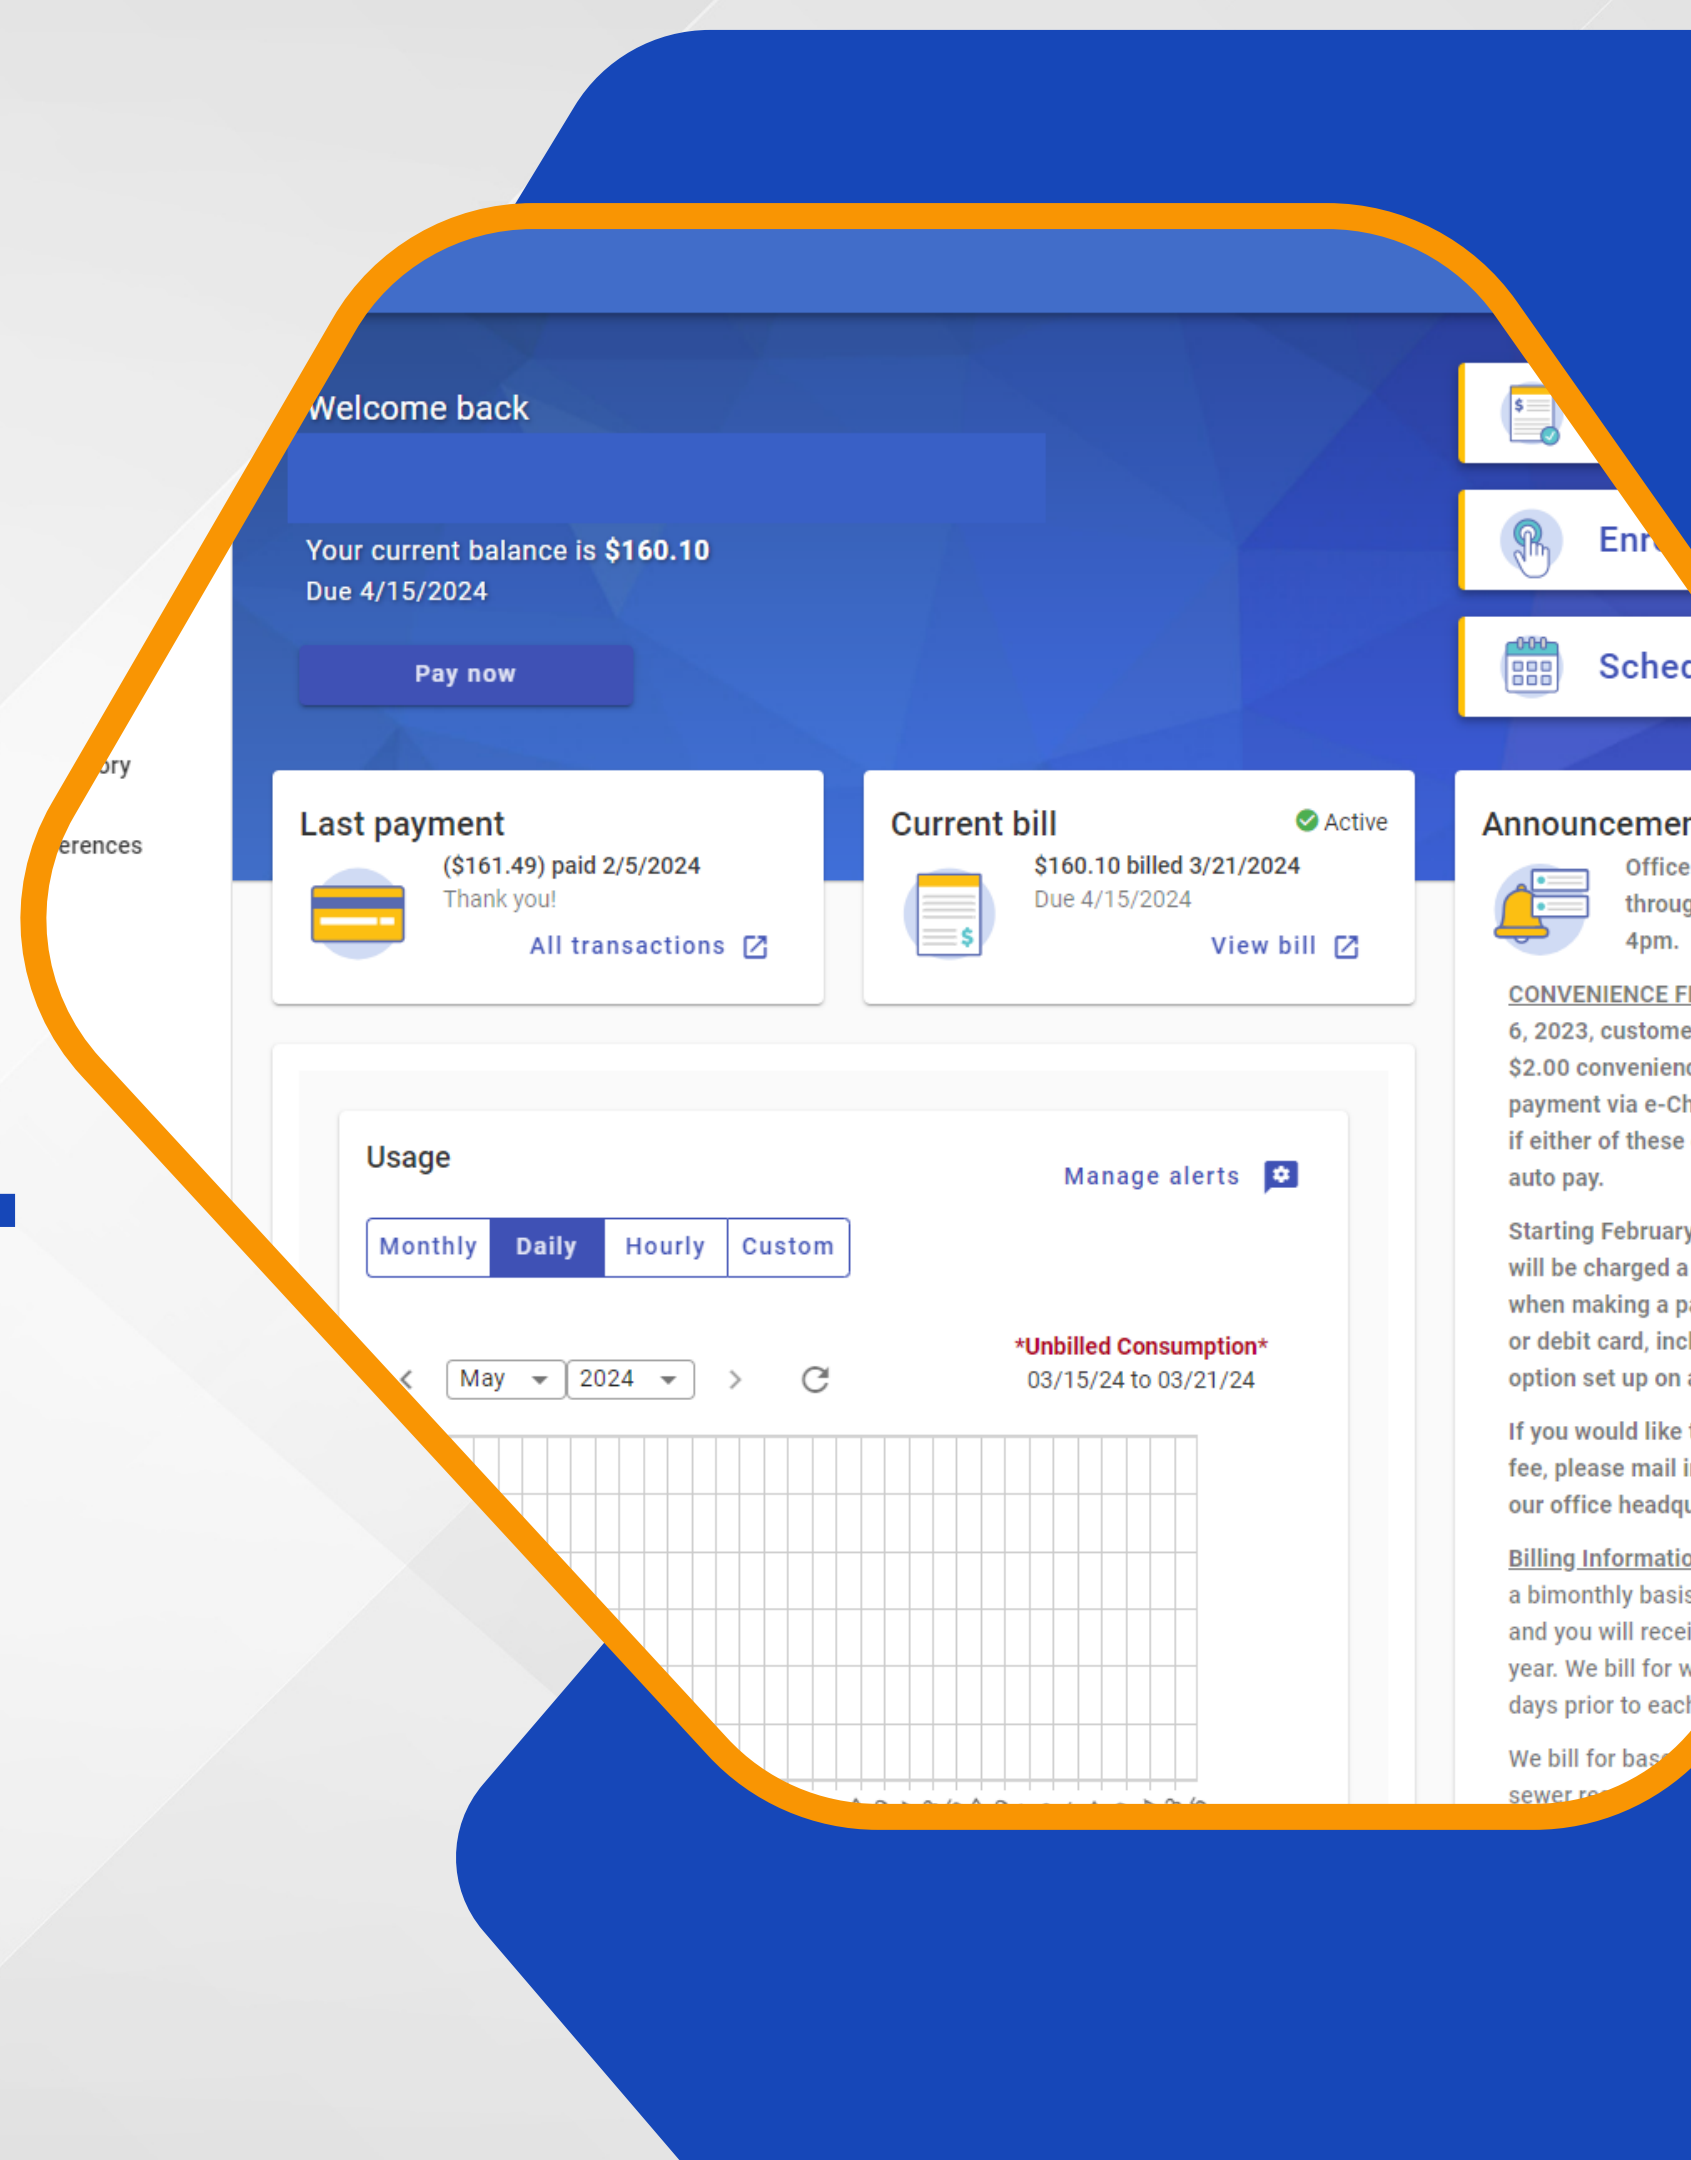 Welcome back
Your current balance is $160.10
Due 4/15/2024
Pay now
Sched
erences
Last payment
($161.49) paid 2/5/2024
Thank you!
All transactions
Current bill
Active
$160.10 billed 3/21/2024
Due 4/15/2024
View bill
Usage
Manage alerts
Monthly Daily Hourly Custom
May 2024
*Unbilled Consumption*
03/15/24 to 03/21/24
Announcemen
Office
throug
4pm.
CONVENIENCE
6, 2023, custome
$2.00 convenienc
payment via e-Ch
if either of these
auto pay.
Starting February
will be charged a
when making a pa
or debit card, incl
option set up on a
If you would like
fee, please mail
our office headqu
Billing Informatio
a bimonthly basis
and you will recei
year. We bill for w
days prior to each
We bill for
sewer